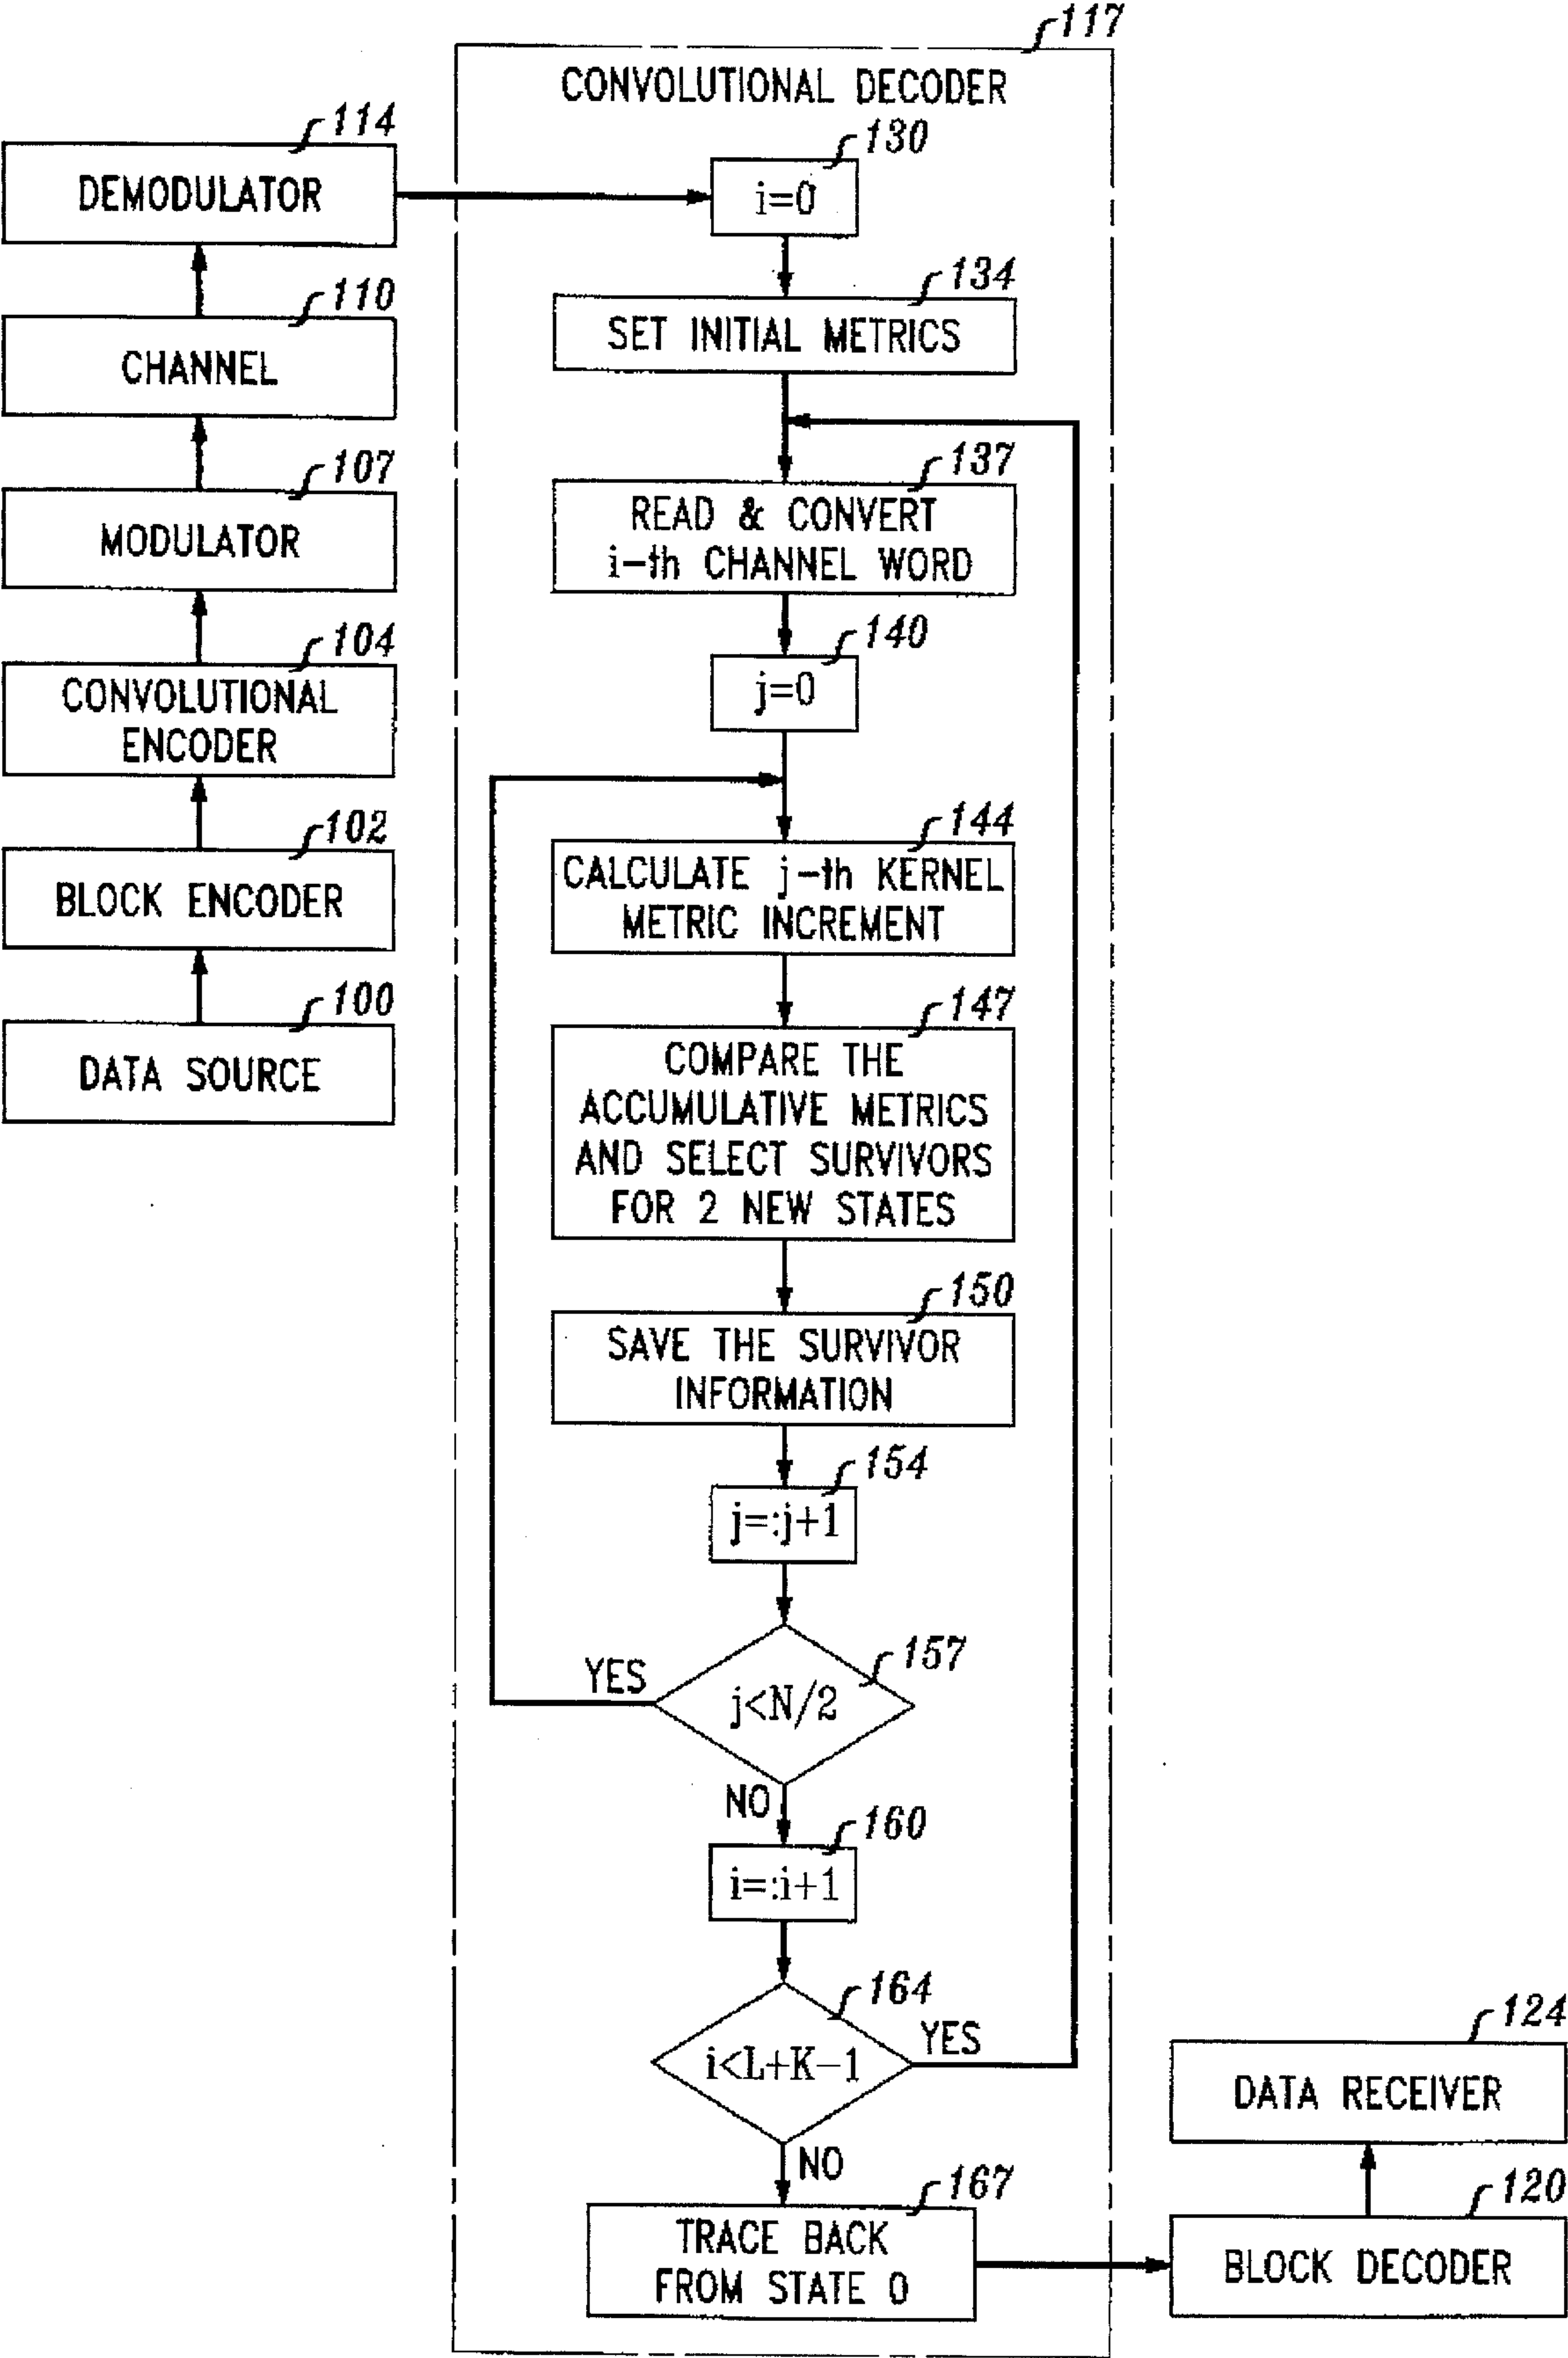 117
CONVOLUTIONAL DECODER
114
DEMODULATOR
130
i=0
110
CHANNEL
134
SET INITIAL METRICS
107
MODULATOR
137
READ & CONVERT
i-th CHANNEL WORD
104
CONVOLUTIONAL
ENCODER
140
j=0
102
BLOCK ENCODER
144
CALCULATE j-th KERNEL
METRIC INCREMENT
100
DATA SOURCE
147
COMPARE THE
ACCUMULATIVE METRICS
AND SELECT SURVIVORS
FOR 2 NEW STATES
150
SAVE THE SURVIVOR
INFORMATION
154
j=:j+1
157
YES
j<N/2
NO
160
i=:i+1
164
YES
i<L+K-1
NO
124
DATA RECEIVER
167
TRACE BACK
FROM STATE 0
120
BLOCK DECODER